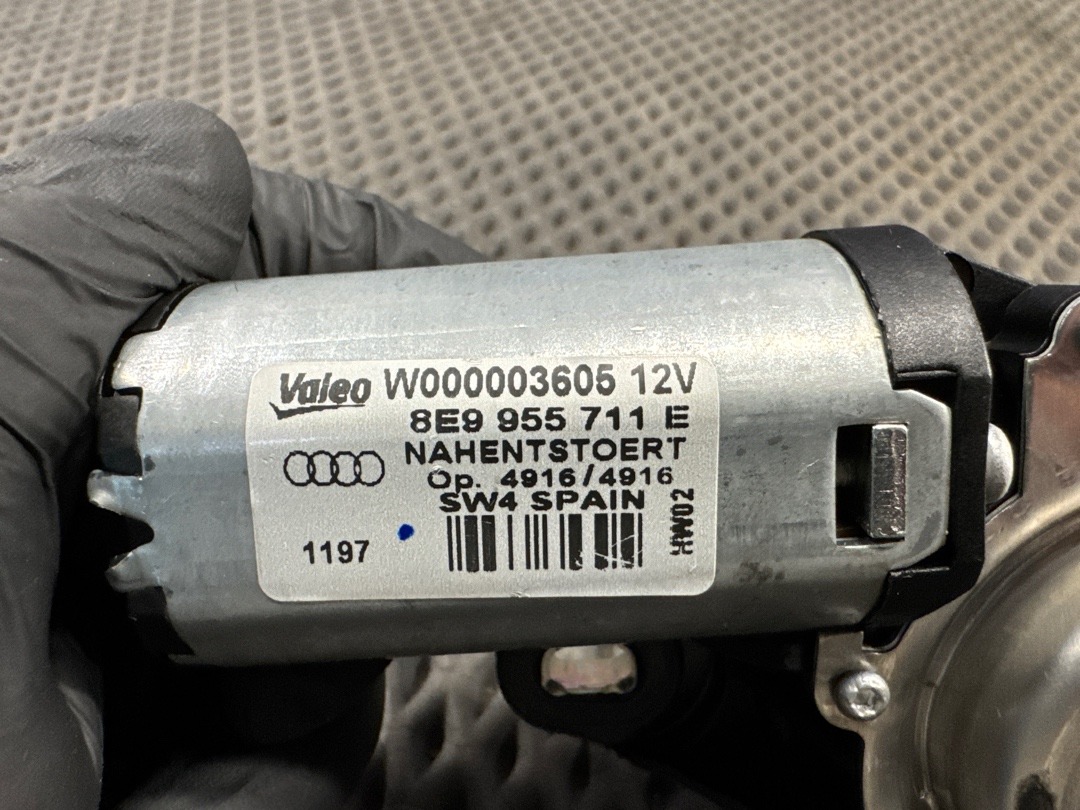 Valeo W000003605 12V
8E9 955 711 E
NAHENTSTOERT
Op. 4916/4916
SW4 SPAIN
HW02
1197